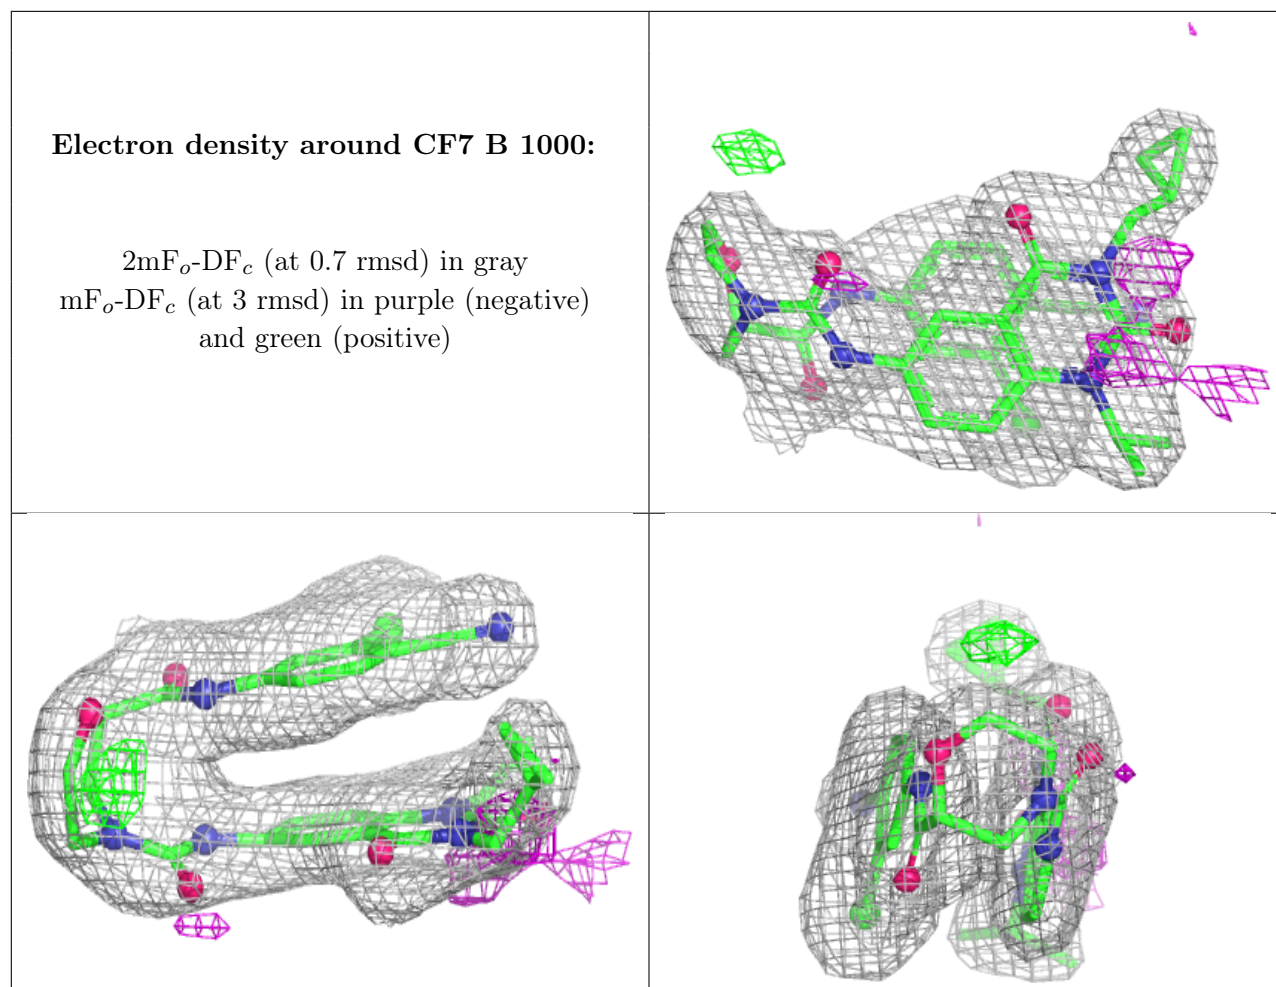 Electron density around CF7 B 1000:
2mFo-DFc (at 0.7 rmsd) in gray
mFo-DFc (at 3 rmsd) in purple (negative)
and green (positive)